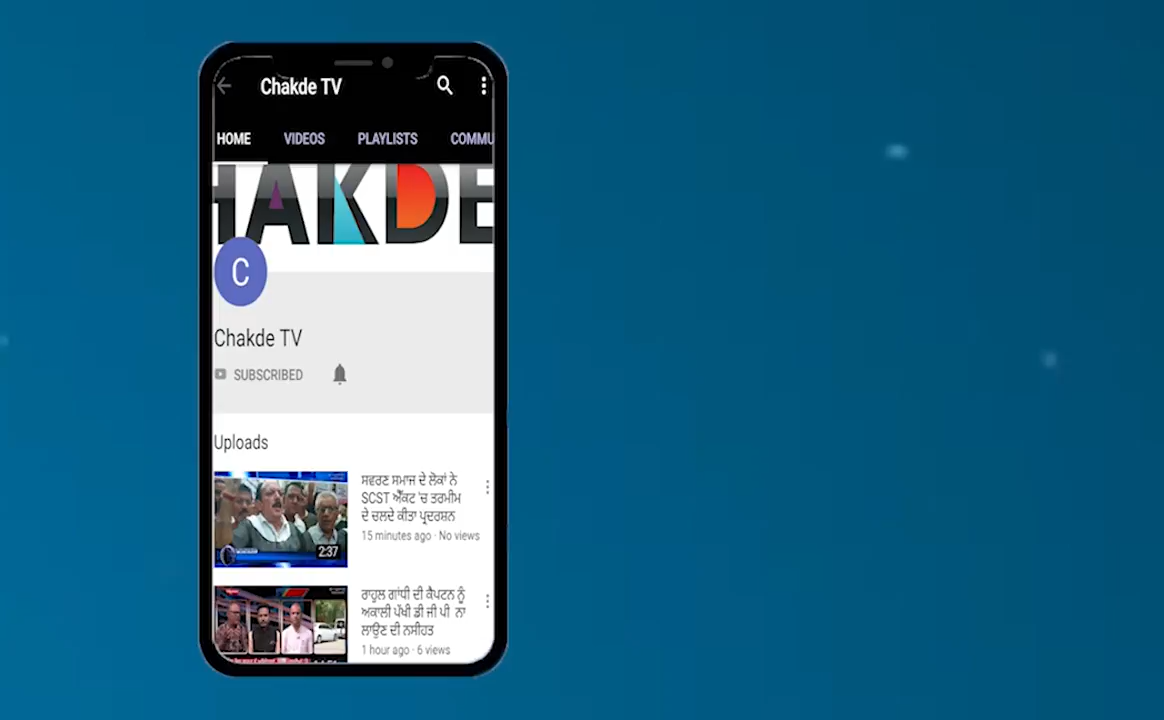 Chakde TV
HOME VIDEOS PLAYLISTS COMMU
HAKDE
C
Chakde TV
SUBSCRIBED
Uploads
ਸਵਰਣ ਸਮਾਜ ਦੇ ਲੋਕਾਂ ਨੇ
SCST ਐਕਟ 'ਚ ਤਰਮੀਮ
ਦੇ ਚਲਦੇ ਕੀਤਾ ਪ੍ਰਦਰਸ਼ਨ
15 minutes ago · No views
2:37
ਰਾਹੁਲ ਗਾਂਧੀ ਦੀ ਕੈਪਟਨ ਨੂੰ
ਅਕਾਲੀ ਪੱਖੀ ਡੀ ਜੀ ਪੀ ਨਾ
ਲਾਉਣ ਦੀ ਨਸੀਹਤ
1 hour ago · 6 views